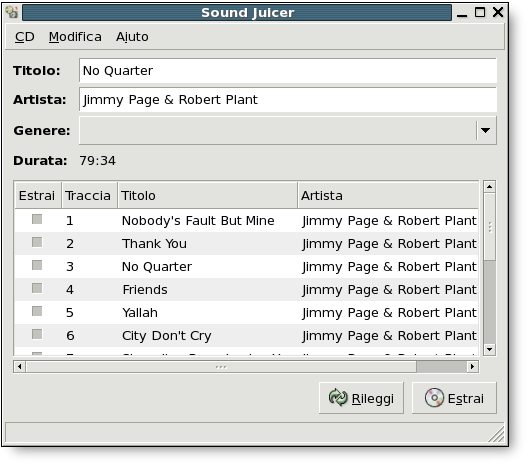 Sound Juicer
CD Modifica Aiuto
Titolo: No Quarter
Artista: Jimmy Page & Robert Plant
Genere:
Durata: 79:34
Estrai Traccia Titolo Artista
1 Nobody's Fault But Mine Jimmy Page & Robert Plant
2 Thank You Jimmy Page & Robert Plant
3 No Quarter Jimmy Page & Robert Plant
4 Friends Jimmy Page & Robert Plant
5 Yallah Jimmy Page & Robert Plant
6 City Don't Cry Jimmy Page & Robert Plant
Rileggi Estrai